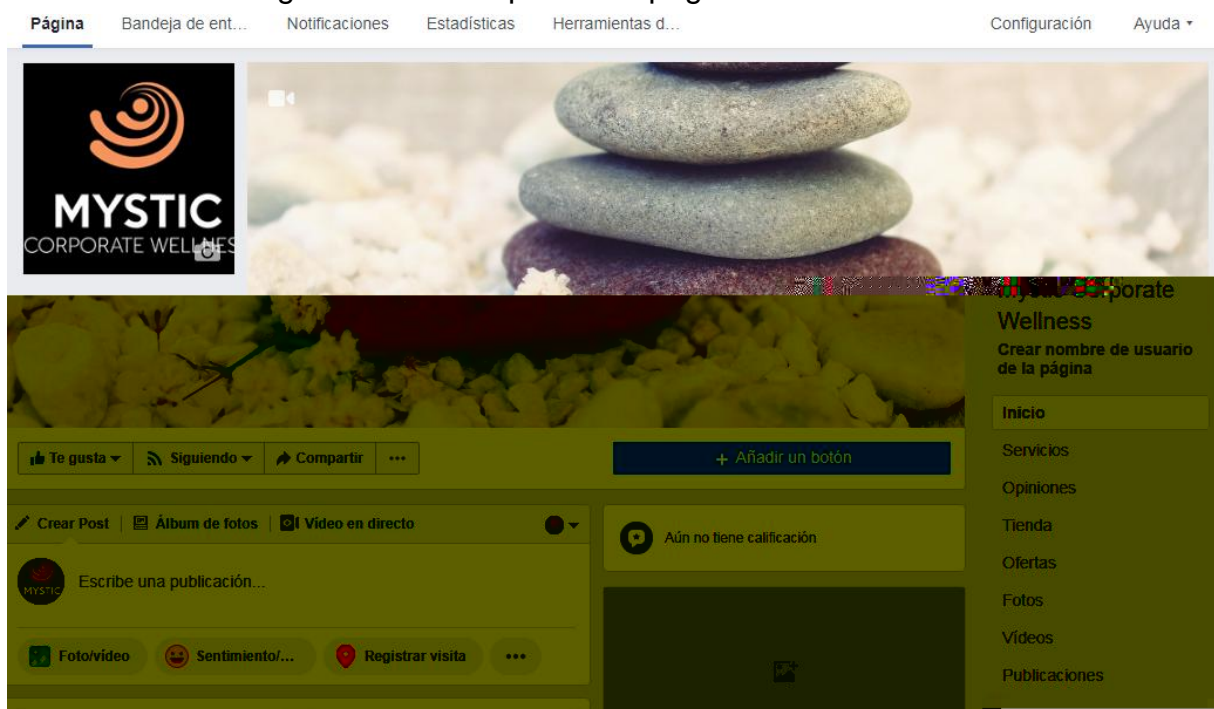 Página Bandeja de ent... Notificaciones Estadísticas Herramientas d... Configuración Ayuda
MYSTIC
CORPORATE WELLNES
Wellness
Crear nombre de usuario
de la página
Inicio
Servicios
Opiniones
Tienda
Ofertas
Fotos
Vídeos
Publicaciones
Te gusta Siguiendo Compartir ...
+ Añadir un botón
Crear Post Álbum de fotos Vídeo en directo
MYSTIC
Escribe una publicación...
Foto/vídeo Sentimiento/... Registrar visita ...
Aún no tiene calificación